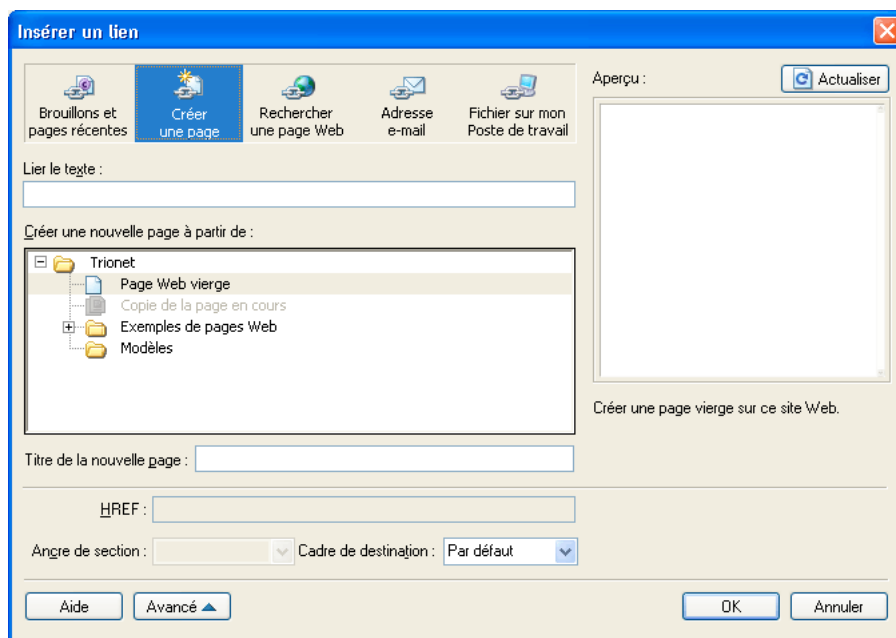 Insérer un lien
Brouillons et
pages récentes
Créer
une page
Rechercher
une page Web
Adresse
e-mail
Fichier sur mon
Poste de travail
Aperçu :
Actualiser
Lier le texte :
Créer une nouvelle page à partir de :
Trionet
Page Web vierge
Copie de la page en cours
Exemples de pages Web
Modèles
Créer une page vierge sur ce site Web.
Titre de la nouvelle page :
HREF :
Ancre de section :
Cadre de destination :
Par défaut
Aide
Avancé
OK
Annuler